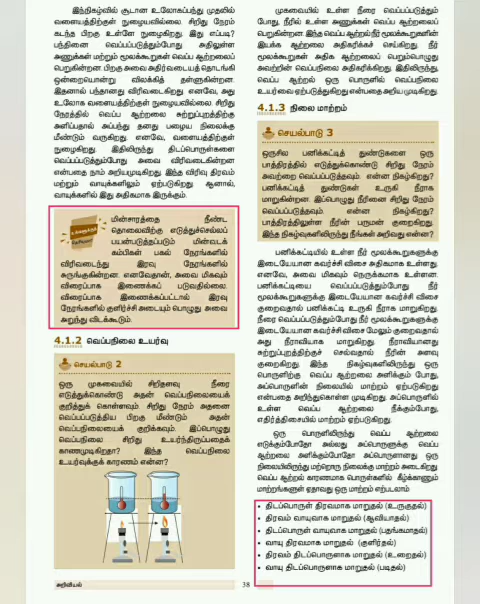 இந்நிகழ்வில் சூடான உலோகப்பந்து முதலில்
வளையத்திற்குள் நுழைவதில்லை. சிறிது நேரம்
கடந்த பிறகு உள்ளே நுழைகிறது. இது எப்படி?
பந்தினை வெப்பப்படுத்தும்போது அதிலுள்ள
அணுக்கள் மற்றும் மூலக்கூறுகள் வெப்ப ஆற்றலைப்
பெறுகின்றன. பிறகு அவை அதிர்வடையத் தொடங்கி
ஒன்றையொன்று விலக்கித் தள்ளுகின்றன.
இதனால் பந்தானது விரிவடைகிறது. எனவே, அது
உலோக வளையத்திற்குள் நுழையவில்லை. சிறிது
நேரத்தில் வெப்ப ஆற்றலை சுற்றுப்புறத்திற்கு
அளிப்பதால் அப்பந்து தனது பழைய நிலைக்கு
மீண்டும் வருகிறது. எனவே, வளையத்திற்குள்
நுழைகிறது. இதிலிருந்து திடப்பொருள்களை
வெப்பப்படுத்தும்போது அவை விரிவடைகின்றன
என்பதை நாம் அறியமுடிகிறது. இந்த விரிவு திரவம்
மற்றும் வாயுக்களிலும் ஏற்படுகிறது. ஆனால்,
வாயுக்களில் இது அதிகமாக இருக்கும்.
மின்சாரத்தை நீண்ட
தொலைவிற்கு எடுத்துச்செல்லப்
பயன்படுத்தப்படும் மின்வடக்
கம்பிகள் பகல் நேரங்களில்
விரிவடைந்து இரவு நேரங்களில்
சுருங்குகின்றன. எனவேதான், அவை மிகவும்
விரைப்பாக இணைக்கப் படுவதில்லை.
விரைப்பாக இணைக்கப்பட்டால் இரவு
நேரங்களில் குளிர்ச்சி அடையும் பொழுது அவை
அறுந்து விடக்கூடும்.
4.1.2 வெப்பநிலை உயர்வு
செயல்பாடு 2
ஒரு முகவையில் சிறிதளவு நீரை
எடுத்துக்கொண்டு அதன் வெப்பநிலையைக்
குறித்துக் கொள்ளவும் சிறிது நேரம் அதனை
வெப்பப்படுத்திய பிறகு மீண்டும் அதன்
வெப்பநிலையைக் குறிக்கவும். இப்பொழுது
வெப்பநிலை சிறிது உயர்ந்திருப்பதைக்
காணமுடிகிறதா? இந்த வெப்பநிலை
உயர்வுக்குக் காரணம் என்ன?
முகவையில் உள்ள நீரை வெப்பப்படுத்தும்
போது, நீரில் உள்ள அணுக்கள் வெப்ப ஆற்றலைப்
பெறுகின்றன. இந்த வெப்ப ஆற்றல் நீர் மூலக்கூறுகளின்
இயக்க ஆற்றலை அதிகரிக்கச் செய்கிறது. நீர்
மூலக்கூறுகள் அதிக ஆற்றலைப் பெறும்பொழுது
அவற்றின் வெப்பநிலை அதிகரிக்கிறது. இதிலிருந்து,
வெப்ப ஆற்றல் ஒரு பொருளில் வெப்பநிலை
உயர்வை ஏற்படுத்துகிறது என்பதை அறிய முடிகிறது.
4.1.3 நிலை மாற்றம்
செயல்பாடு 3
ஒருசில பனிக்கட்டித் துண்டுகளை ஒரு
பாத்திரத்தில் எடுத்துக்கொண்டு சிறிது நேரம்
அவற்றை வெப்பப்படுத்தவும். என்ன நிகழ்கிறது?
பனிக்கட்டித் துண்டுகள் உருகி நீராக
மாறுகின்றன. இப்பொழுது நீரினை சிறிது நேரம்
வெப்பப்படுத்தவும். என்ன நிகழ்கிறது?
பாத்திரத்திலுள்ள நீரின் பருமன் குறைகிறது.
இந்த நிகழ்வுகளிலிருந்து நீங்கள் அறிவது என்ன?
பனிக்கட்டியில் உள்ள நீர் மூலக்கூறுகளுக்கு
இடையேயான கவர்ச்சி விசை அதிகமாக உள்ளது.
எனவே, அவை மிகவும் நெருக்கமாக உள்ளன.
பனிக்கட்டியை வெப்பப்படுத்தும்போது நீர்
மூலக்கூறுகளுக்கு இடையேயான கவர்ச்சி விசை
குறைவதால் பனிக்கட்டி உருகி நீராக மாறுகிறது.
நீரை வெப்பப்படுத்தும்போது நீர் மூலக்கூறுகளுக்கு
இடையேயான கவர்ச்சி விசை மேலும் குறைவதால்
அது நீராவியாக மாறுகிறது. நீராவியானது
சுற்றுப்புறத்திற்குச் செல்வதால் நீரின் அளவு
குறைகிறது. இந்த நிகழ்வுகளிலிருந்து ஒரு
பொருளிற்கு வெப்ப ஆற்றலை அளிக்கும் போது,
அப்பொருளின் நிலையில் மாற்றம் ஏற்படுகிறது
என்பதை அறிந்துகொள்ள முடிகிறது. அப்பொருளில்
உள்ள வெப்ப ஆற்றலை நீக்கும்போது,
எதிர்த்திசையில் மாற்றம் ஏற்படுகிறது.
ஒரு பொருளிலிருந்து வெப்ப ஆற்றலை
எடுக்கும்போதோ அல்லது அப்பொருளுக்கு வெப்ப
ஆற்றலை அளிக்கும்போதோ அப்பொருளானது ஒரு
நிலையிலிருந்து மற்றொரு நிலைக்கு மாற்றம் அடைகிறது.
வெப்ப ஆற்றல் காரணமாக பொருள்களில் கீழ்க்காணும்
மாற்றங்கள் ஏதாவது ஒரு மாற்றம் ஏற்படலாம்
• திடப்பொருள் திரவமாக மாறுதல் (உருகுதல்)
• திரவம் வாயுவாக மாறுதல் (ஆவியாதல்)
• திடப்பொருள் வாயுவாக மாறுதல் (பதங்கமாதல்)
• வாயு திரவமாக மாறுதல் (குளிர்தல்)
• திரவம் திடப்பொருளாக மாறுதல் (உறைதல்)
• வாயு திடப்பொருளாக மாறுதல் (படிதல்)
அறிவியல்
38